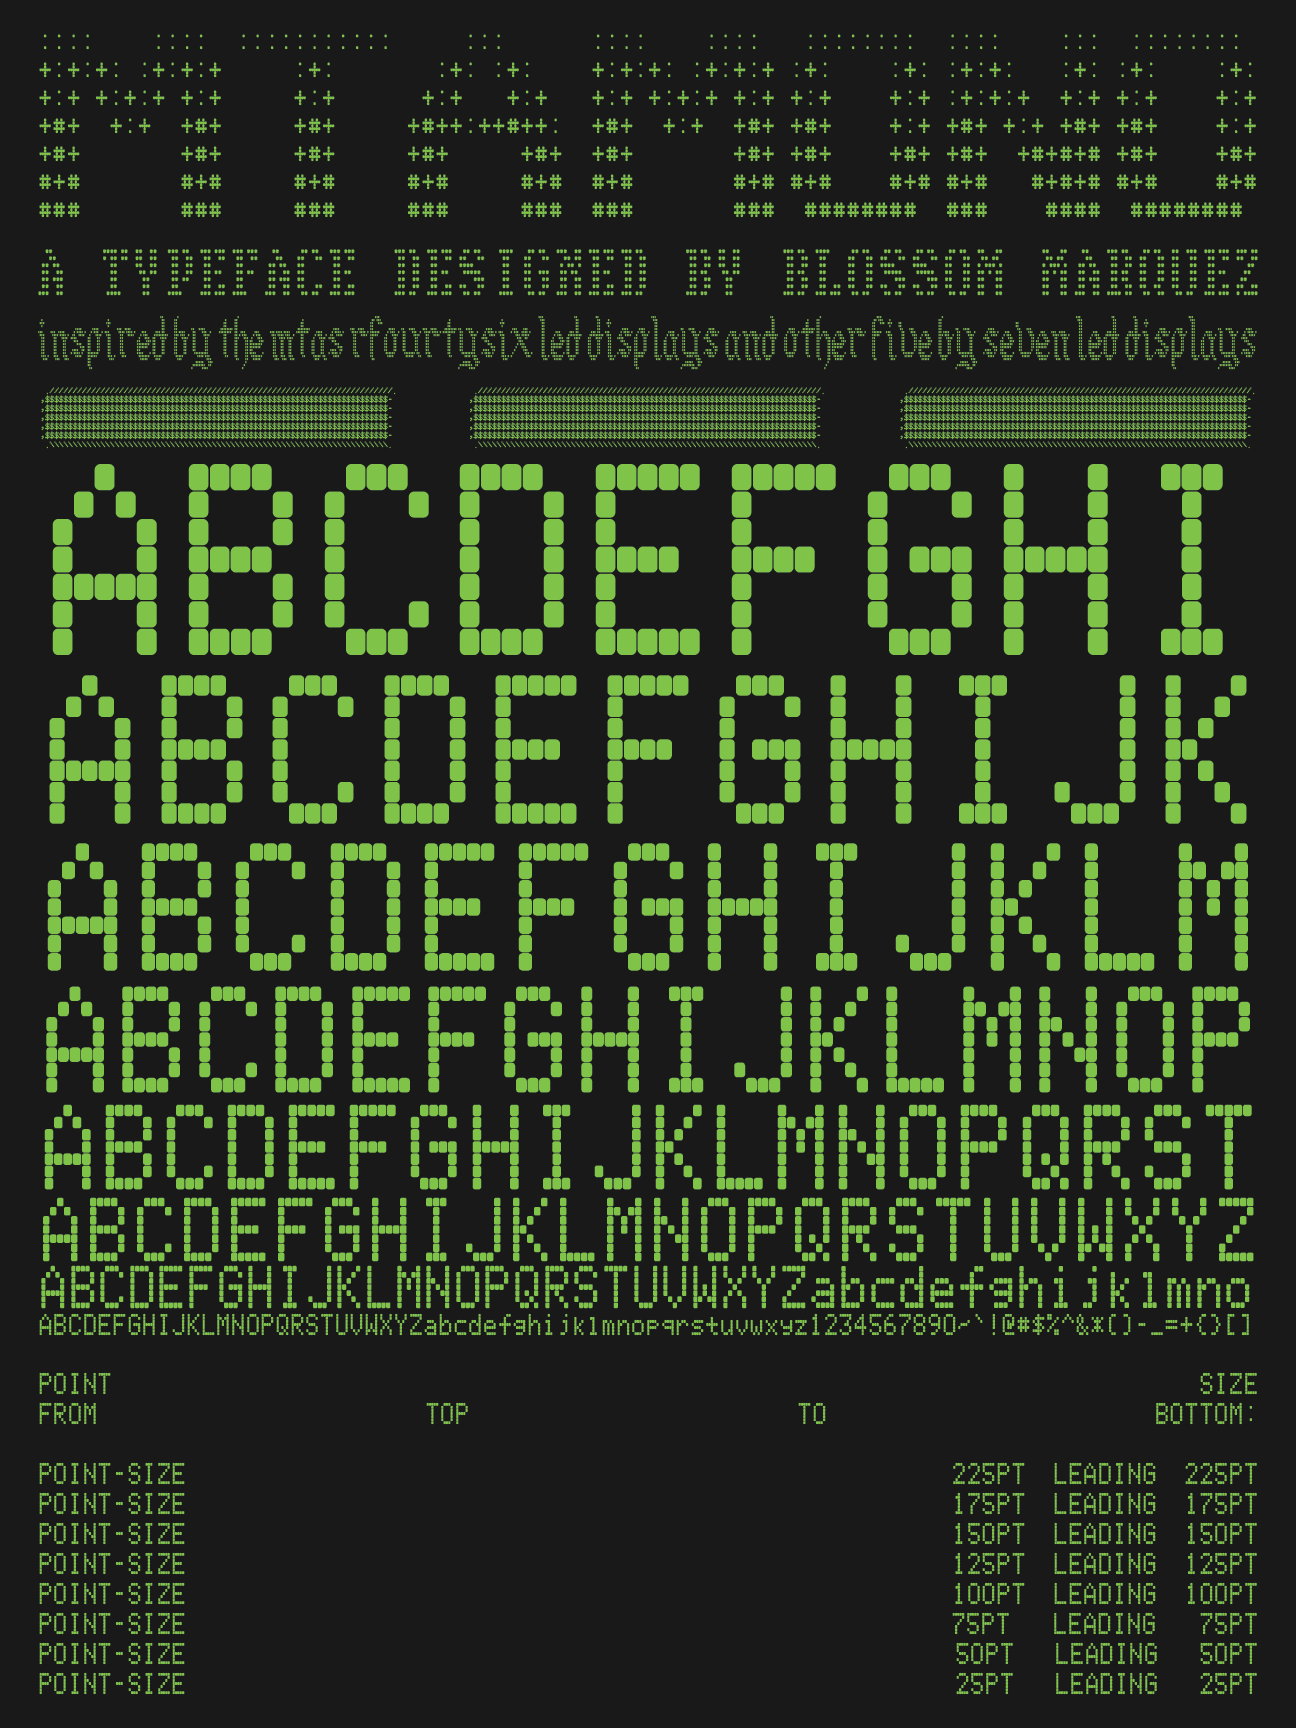 MTAMONO
A TYPEFACE DESIGNED BY BLOSSOM MARQUEZ
inspired by the mtas rfourtysix led displays and other five by seven led displays
ABCDEFGHI
ABCDEFGHIJK
ABCDEFGHIJKLM
ABCDEFGHIJKLMNOP
ABCDEFGHIJKLMNOPQRST
ABCDEFGHIJKLMNOPQRSTUVWXYZ
ABCDEFGHIJKLMNOPQRSTUVWXYZabcdefghijklmno
ABCDEFGHIJKLMNOPQRSTUVWXYZabcdefghijklmnopqrstuvwxyz1234567890~`!@#$%^&*()-_=+{}[]
POINT SIZE
FROM TOP TO BOTTOM:
POINT-SIZE 225PT LEADING 225PT
POINT-SIZE 175PT LEADING 175PT
POINT-SIZE 150PT LEADING 150PT
POINT-SIZE 125PT LEADING 125PT
POINT-SIZE 100PT LEADING 100PT
POINT-SIZE 75PT LEADING 75PT
POINT-SIZE 50PT LEADING 50PT
POINT-SIZE 25PT LEADING 25PT